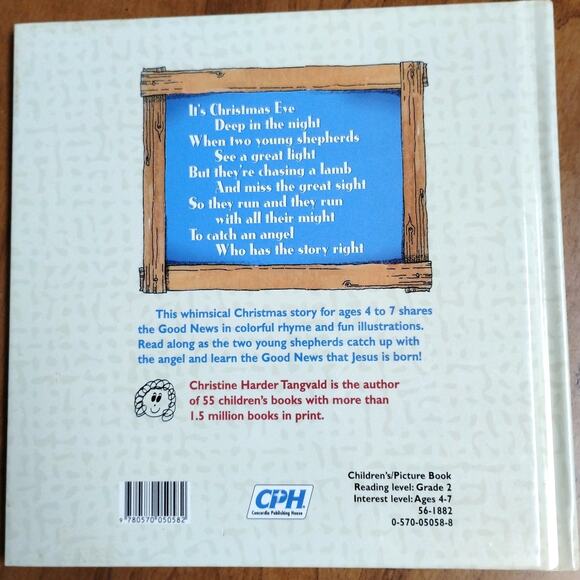 It's Christmas Eve
Deep in the night
When two young shepherds
See a great light
But they're chasing a lamb
And miss the great sight
So they run and they run
with all their might
To catch an angel
Who has the story right
This whimsical Christmas story for ages 4 to 7 shares
the Good News in colorful rhyme and fun illustrations.
Read along as the two young shepherds catch up with
the angel and learn the Good News that Jesus is born!
Christine Harder Tangvald is the author
of 55 children's books with more than
1.5 million books in print.
Children's/Picture Book
Reading level: Grade 2
Interest level: Ages 4-7
56-1882
0-570-05058-8
CPH®
Concordia Publishing House
9 780570 050582